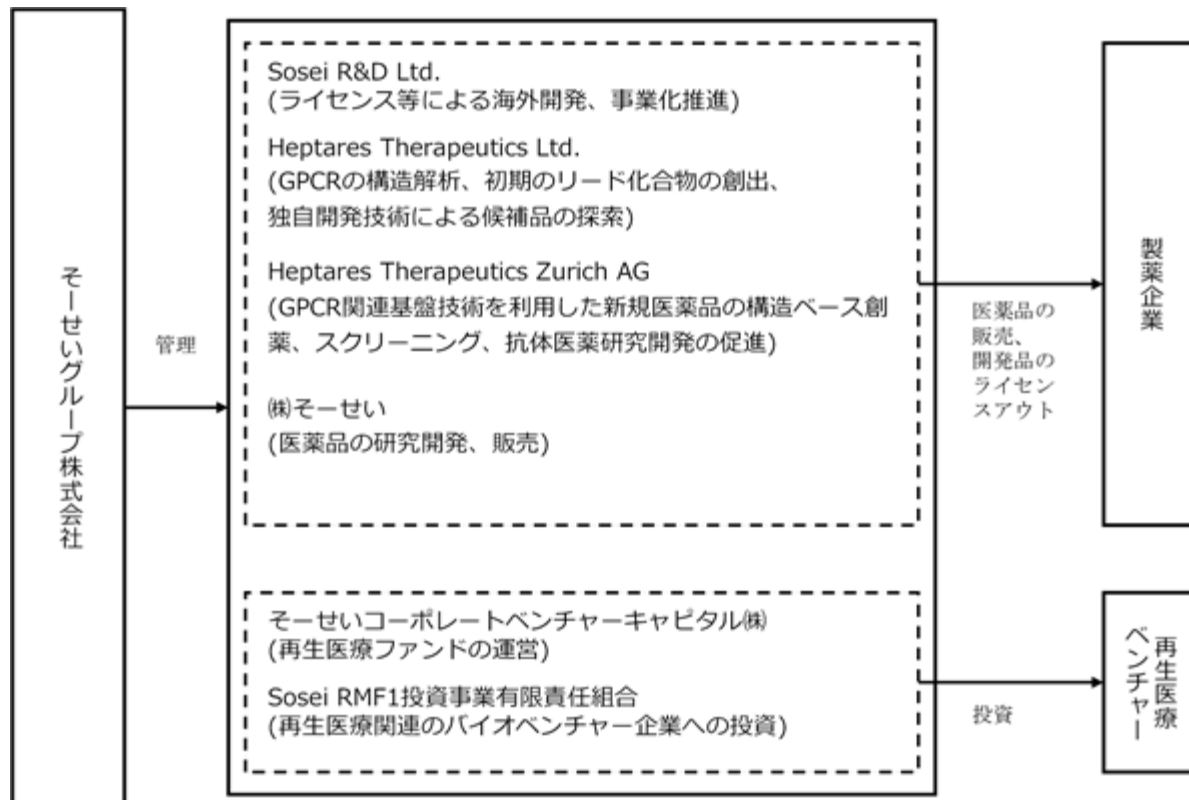 そーせいグループ株式会社
管理
Sosei R&D Ltd.
(ライセンス等による海外開発、事業化推進)
Heptares Therapeutics Ltd.
(GPCRの構造解析、初期のリード化合物の創出、
独自開発技術による候補品の探索)
Heptares Therapeutics Zurich AG
(GPCR関連基盤技術を利用した新規医薬品の構造ベース創
薬、スクリーニング、抗体医薬研究開発の促進)
㈱そーせい
(医薬品の研究開発、販売)
医薬品の
販売、
開発品の
ライセン
スアウト
製薬企業
そーせいコーポレートベンチャーキャピタル㈱
(再生医療ファンドの運営)
Sosei RMF1投資事業有限責任組合
(再生医療関連のバイオベンチャー企業への投資)
投資
再生医療
ベンチャー